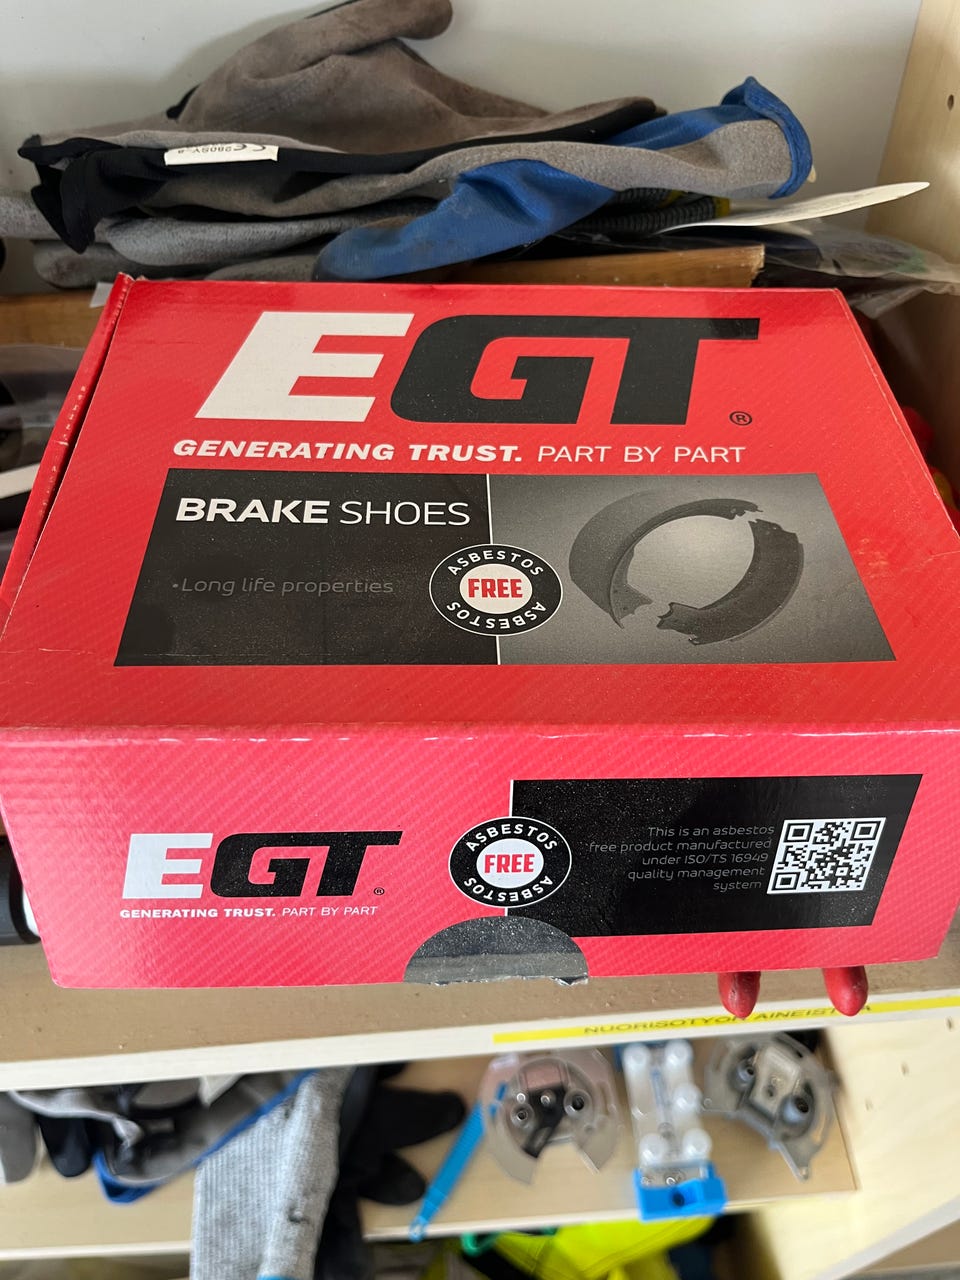 EGT®
GENERATING TRUST. PART BY PART
BRAKE SHOES
•Long life properties
ASBESTOS
FREE
ASBESTOS
EGT®
GENERATING TRUST. PART BY PART
ASBESTOS
FREE
ASBESTOS
This is an asbestos
free product manufactured
under ISO/TS 16949
quality management
system